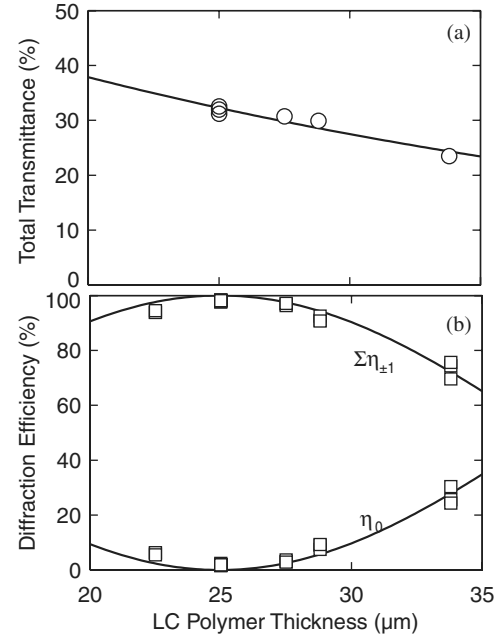 (a)
50
40
30
20
10
0
Total Transmittance (%)
(b)
100
80
60
40
20
0
Diffraction Efficiency (%)
Ση±1
η0
20 25 30 35
LC Polymer Thickness (µm)